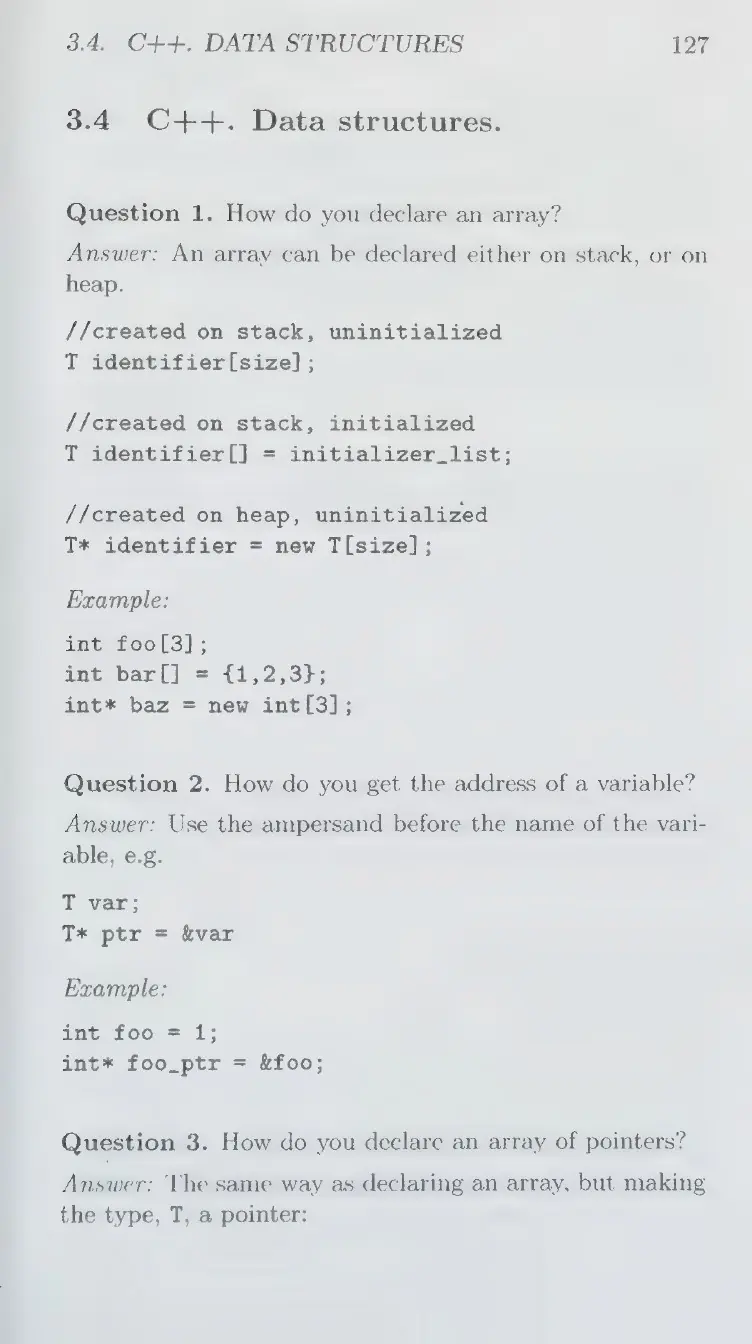 3.4. C++. DATA STRUCTURES 127
3.4 C++. Data structures.
Question 1. How do you declare an array?
Answer: An array can be declared either on stack, or on
heap.
//created on stack, uninitialized
T identifier[size];
//created on stack, initialized
T identifier[] = initializer_list;
//created on heap, uninitialized
T* identifier = new T[size];
Example:
int foo[3];
int bar[] = {1,2,3};
int* baz = new int[3];
Question 2. How do you get the address of a variable?
Answer: Use the ampersand before the name of the vari-
able, e.g.
T var;
T* ptr = &var
Example:
int foo = 1;
int* foo_ptr = &foo;
Question 3. How do you declare an array of pointers?
Answer: The same way as declaring an array, but making
the type, T, a pointer: